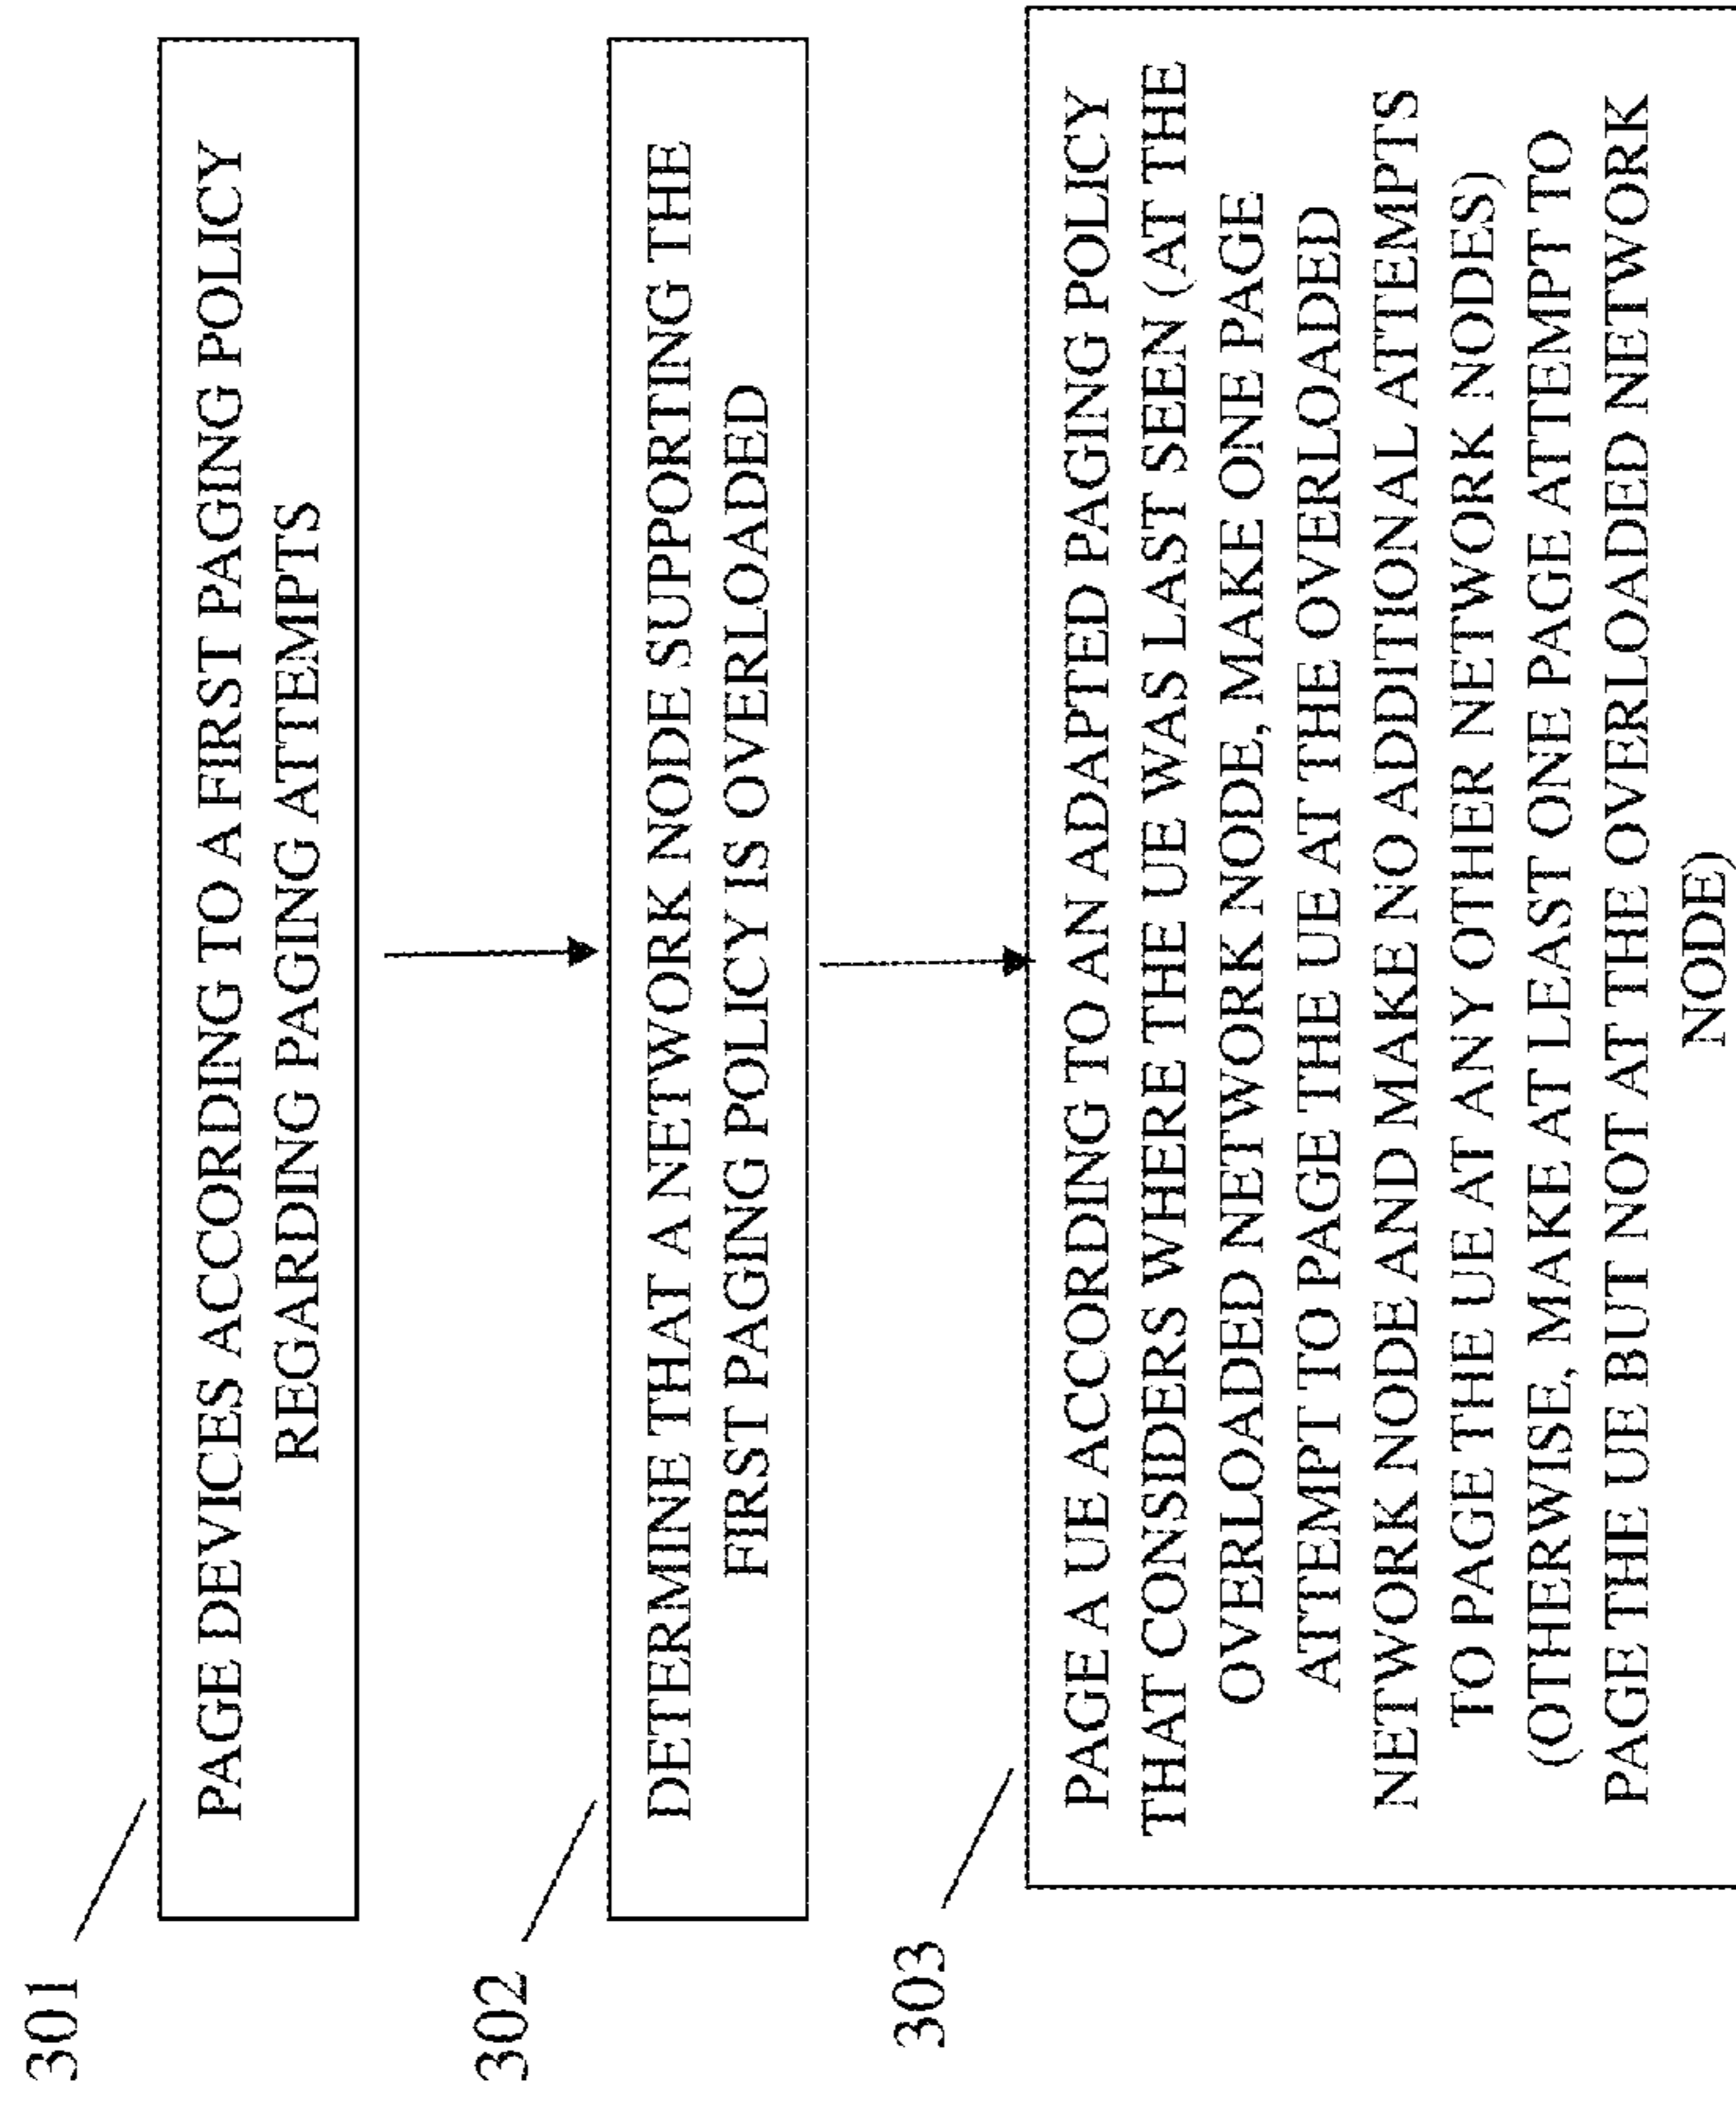 301
PAGE DEVICES ACCORDING TO A FIRST PAGING POLICY
REGARDING PAGING ATTEMPTS
302
DETERMINE THAT A NETWORK NODE SUPPORTING THE
FIRST PAGING POLICY IS OVERLOADED
303
PAGE A UE ACCORDING TO AN ADAPTED PAGING POLICY
THAT CONSIDERS WHERE THE UE WAS LAST SEEN (AT THE
OVERLOADED NETWORK NODE, MAKE ONE PAGE
ATTEMPT TO PAGE THE UE AT THE OVERLOADED
NETWORK NODE AND MAKE NO ADDITIONAL ATTEMPTS
TO PAGE THE UE AT ANY OTHER NETWORK NODES)
(OTHERWISE, MAKE AT LEAST ONE PAGE ATTEMPT TO
PAGE THE UE BUT NOT AT THE OVERLOADED NETWORK
NODE)